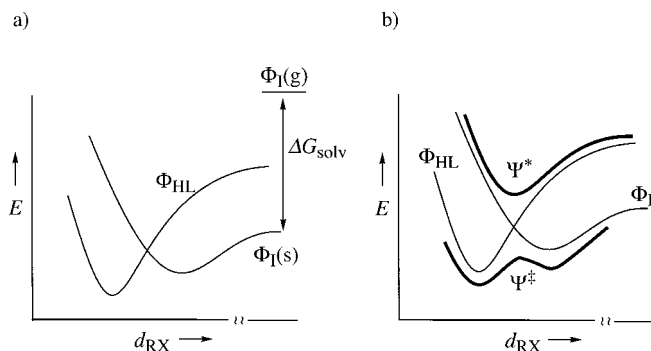 a)
Φ_I(g)
ΔG_solv
Φ_HL
Φ_I(s)
E
d_RX
b)
Φ_HL
Ψ*
Φ_I
E
Ψ‡
d_RX